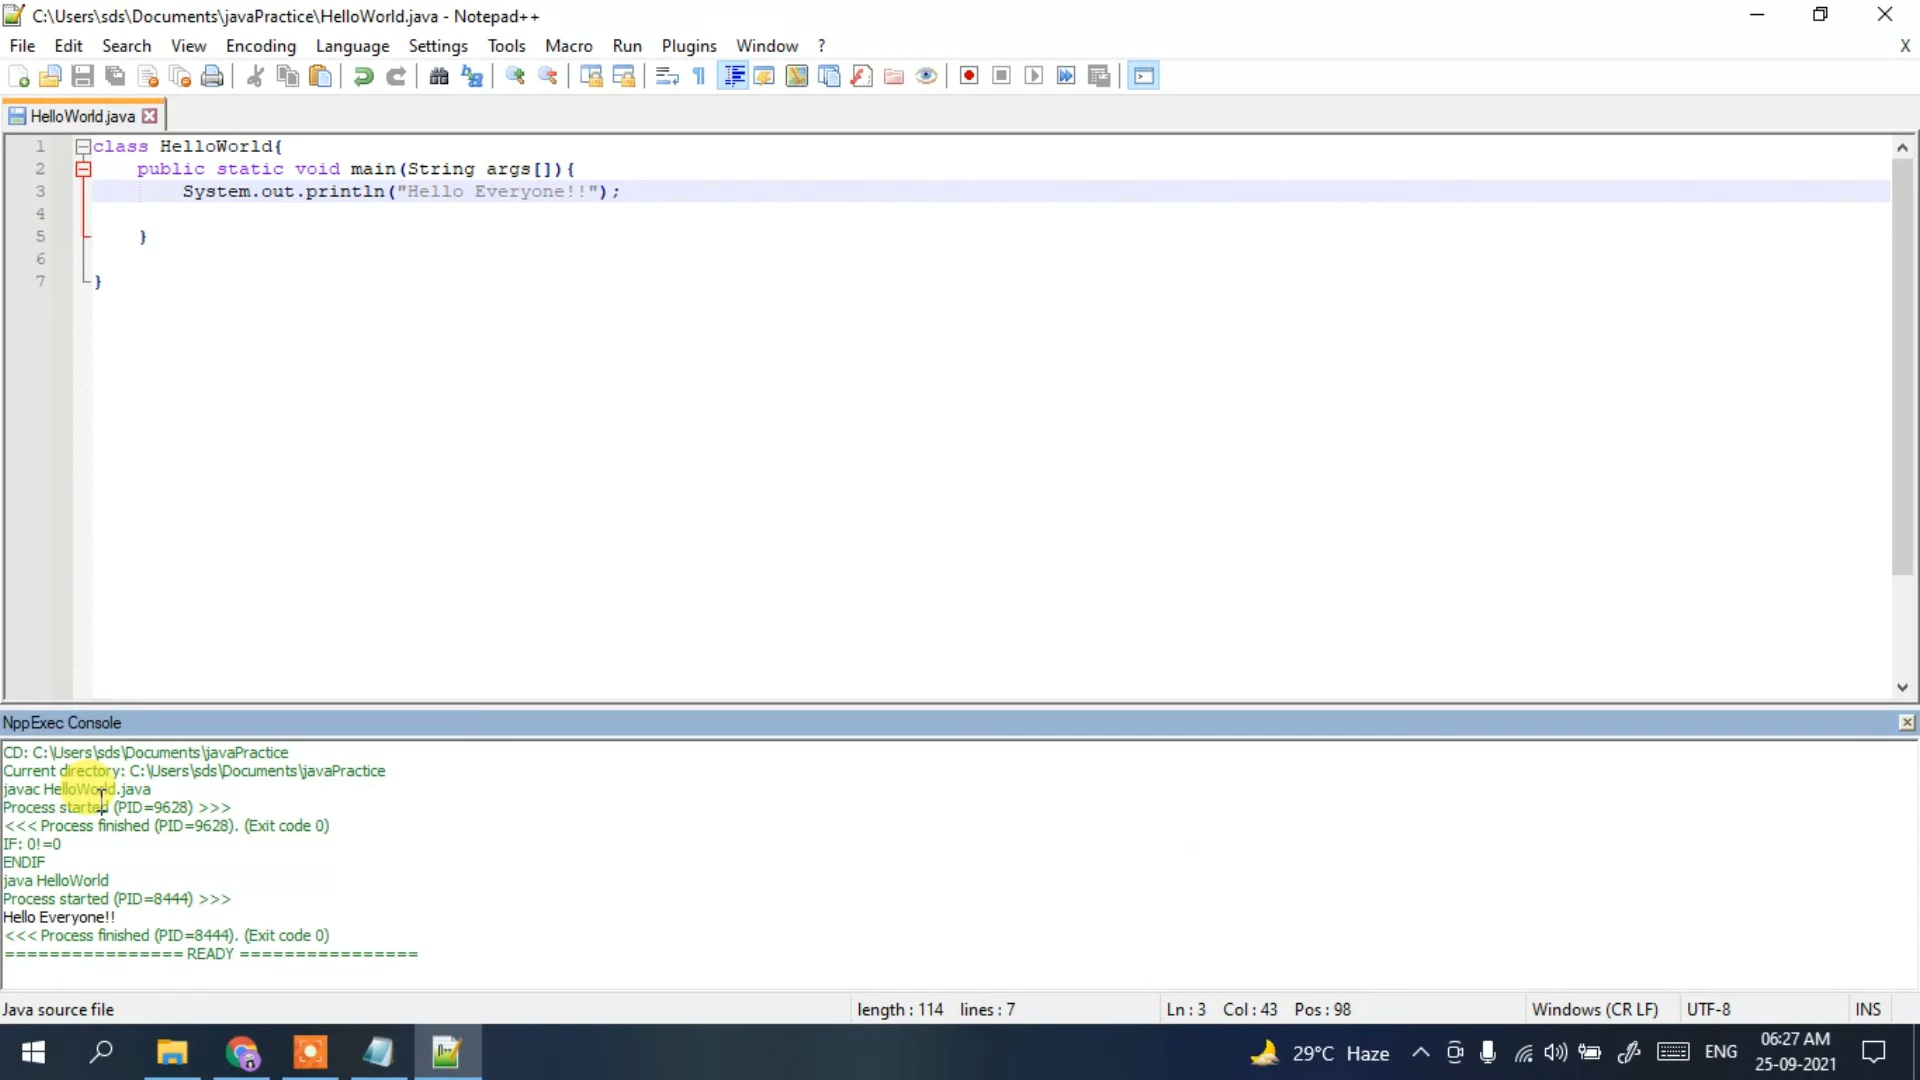 C:\Users\sds\Documents\javaPractice\HelloWorld.java - Notepad++
File Edit Search View Encoding Language Settings Tools Macro Run Plugins Window ? X
HelloWorld.java
1 class HelloWorld{
2 public static void main(String args[]){
3 System.out.println("Hello Everyone!!");
4
5 }
6
7 }
NppExec Console
CD: C:\Users\sds\Documents\javaPractice
Current directory: C:\Users\sds\Documents\javaPractice
javac HelloWorld.java
Process started (PID=9628) >>>
<<< Process finished (PID=9628). (Exit code 0)
IF: 0!=0
ENDIF
java HelloWorld
Process started (PID=8444) >>>
Hello Everyone!!
<<< Process finished (PID=8444). (Exit code 0)
================ READY ================
Java source file length : 114 lines : 7 Ln : 3 Col : 43 Pos : 98 Windows (CR LF) UTF-8 INS
29°C Haze ENG 06:27 AM
25-09-2021